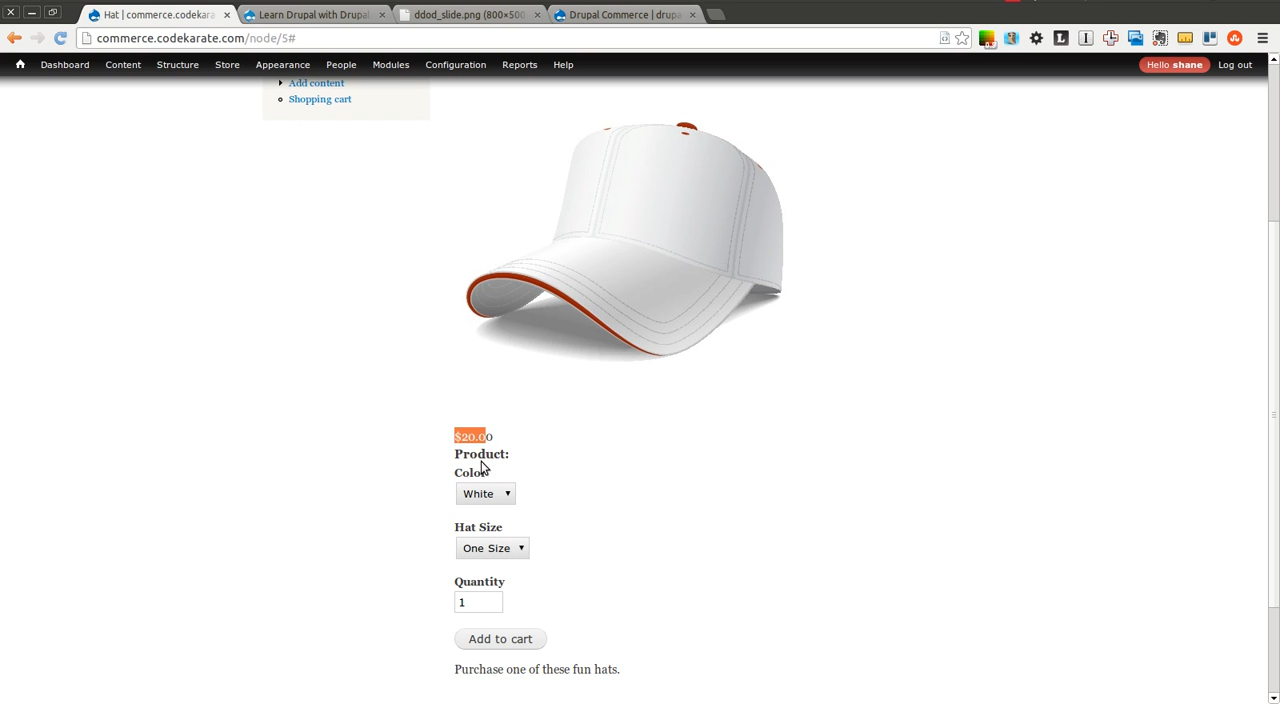 Hat | commerce.codekara
Learn Drupal with Drupal
ddod_slide.png (800×500
Drupal Commerce | drupa
commerce.codekarate.com/node/5#
Dashboard Content Structure Store Appearance People Modules Configuration Reports Help
Hello shane Log out
Add content
Shopping cart
$20.00
Product:
Color
White
Hat Size
One Size
Quantity
1
Add to cart
Purchase one of these fun hats.